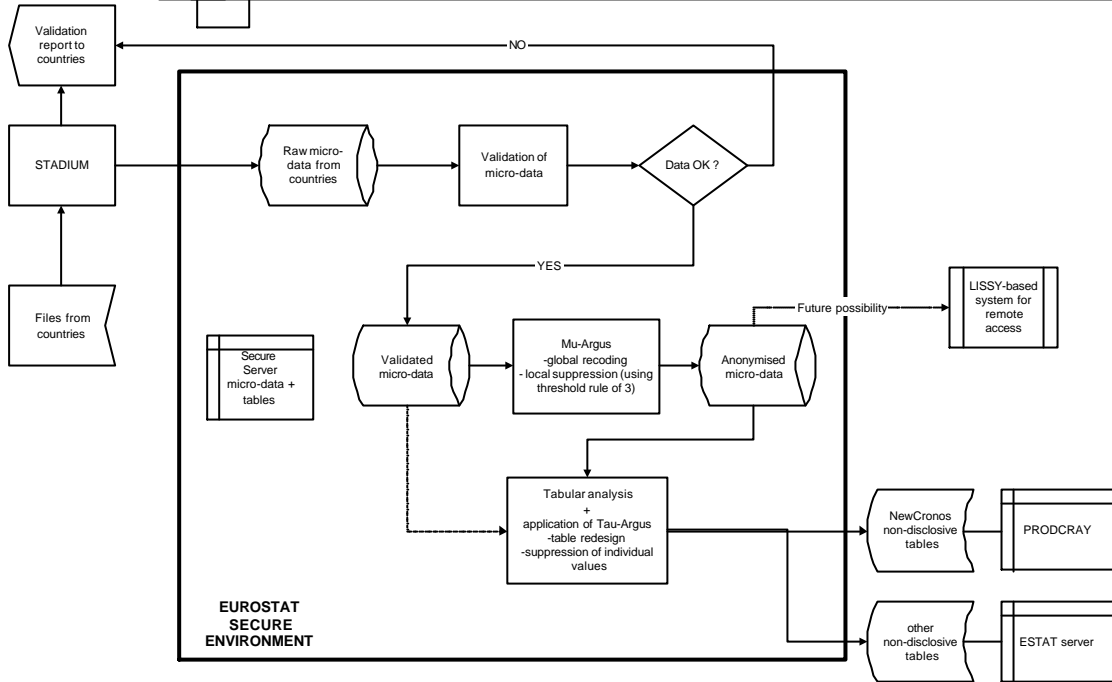 Validation
report to
countries
NO
STADIUM
Raw micro-
data from
countries
Validation of
micro-data
Data OK ?
YES
Files from
countries
Secure
Server
micro-data +
tables
Validated
micro-data
Mu-Argus
-global recoding
- local suppression (using
threshold rule of 3)
Anonymised
micro-data
Future possibility
LISSY-based
system for
remote
access
Tabular analysis
+
application of Tau-Argus
-table redesign
-suppression of individual
values
NewCronos
non-disclosive
tables
PRODCRAY
other
non-disclosive
tables
ESTAT server
EUROSTAT
SECURE
ENVIRONMENT